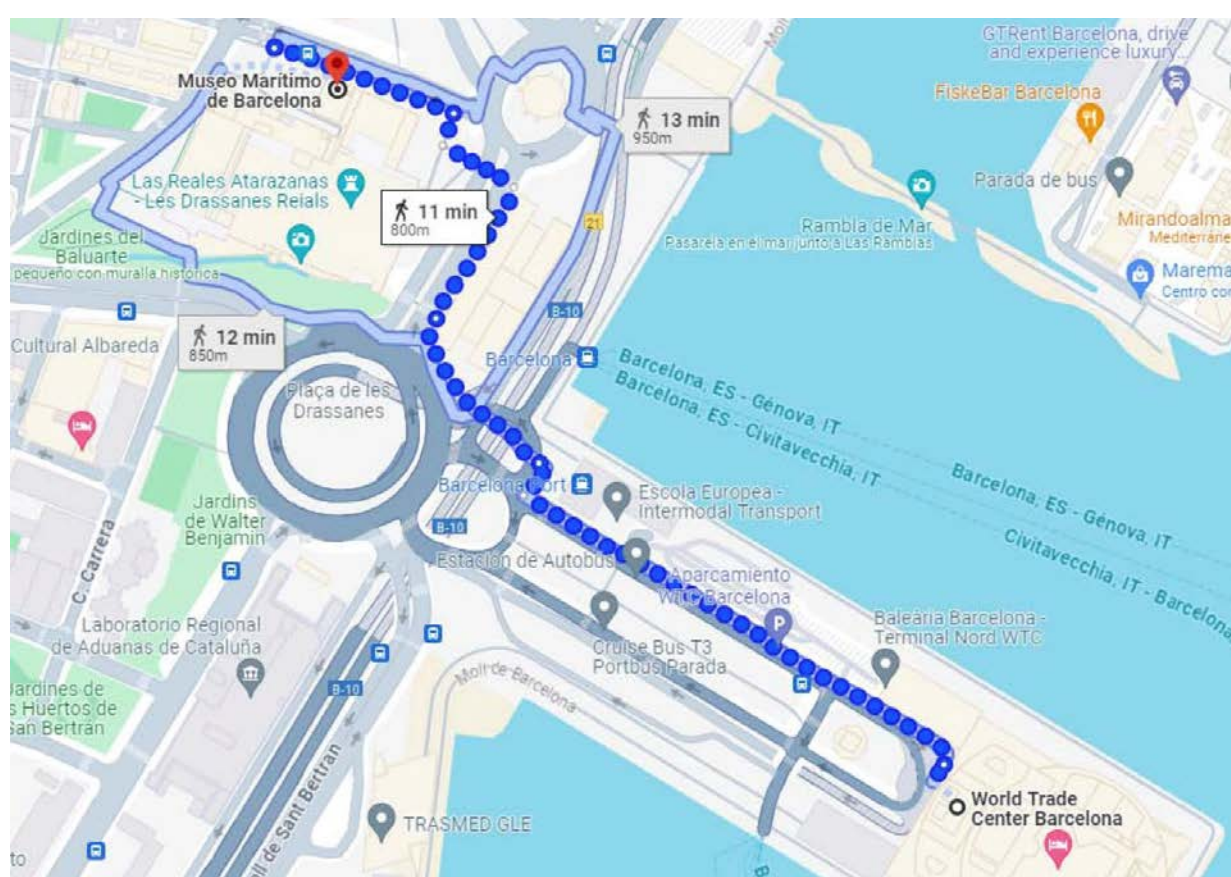 Moll
GTRent Barcelona, drive
and experience luxury...
Museo Marítimo
de Barcelona
FiskeBar Barcelona
13 min
950m
Las Reales Atarazanas
- Les Drassanes Reials
Parada de bus
11 min
800m
Rambla de Mar
Pasarela en el mar junto a Las Ramblas
Mirandoalma
Mediterráne
Jardines del
Baluarte
pequeño con muralla histórica
21
Marema
Centro co
B-10
12 min
850m
Cultural Albareda
Barcelona
Barcelona, ES - Génova, IT
Barcelona, ES - Civitavecchia, IT
Plaça de les
Drassanes
Barcelona, ES - Génova, IT
Civitavecchia, IT - Barcelona
Barcelona Port
Escola Europea -
Intermodal Transport
Jardins
de Walter
Benjamin
B-10
C. Carrera
Estación de Autobus
Aparcamiento
WTC Barcelona
P
Baleària Barcelona -
Terminal Nord WTC
Laboratorio Regional
de Aduanas de Cataluña
Cruise Bus T3
Portbus Parada
Moll de Barcelona
B-10
Jardines de
s Huertos de
San Bertrán
oll de Sant Bertran
World Trade
Center Barcelona
TRASMED GLE
to